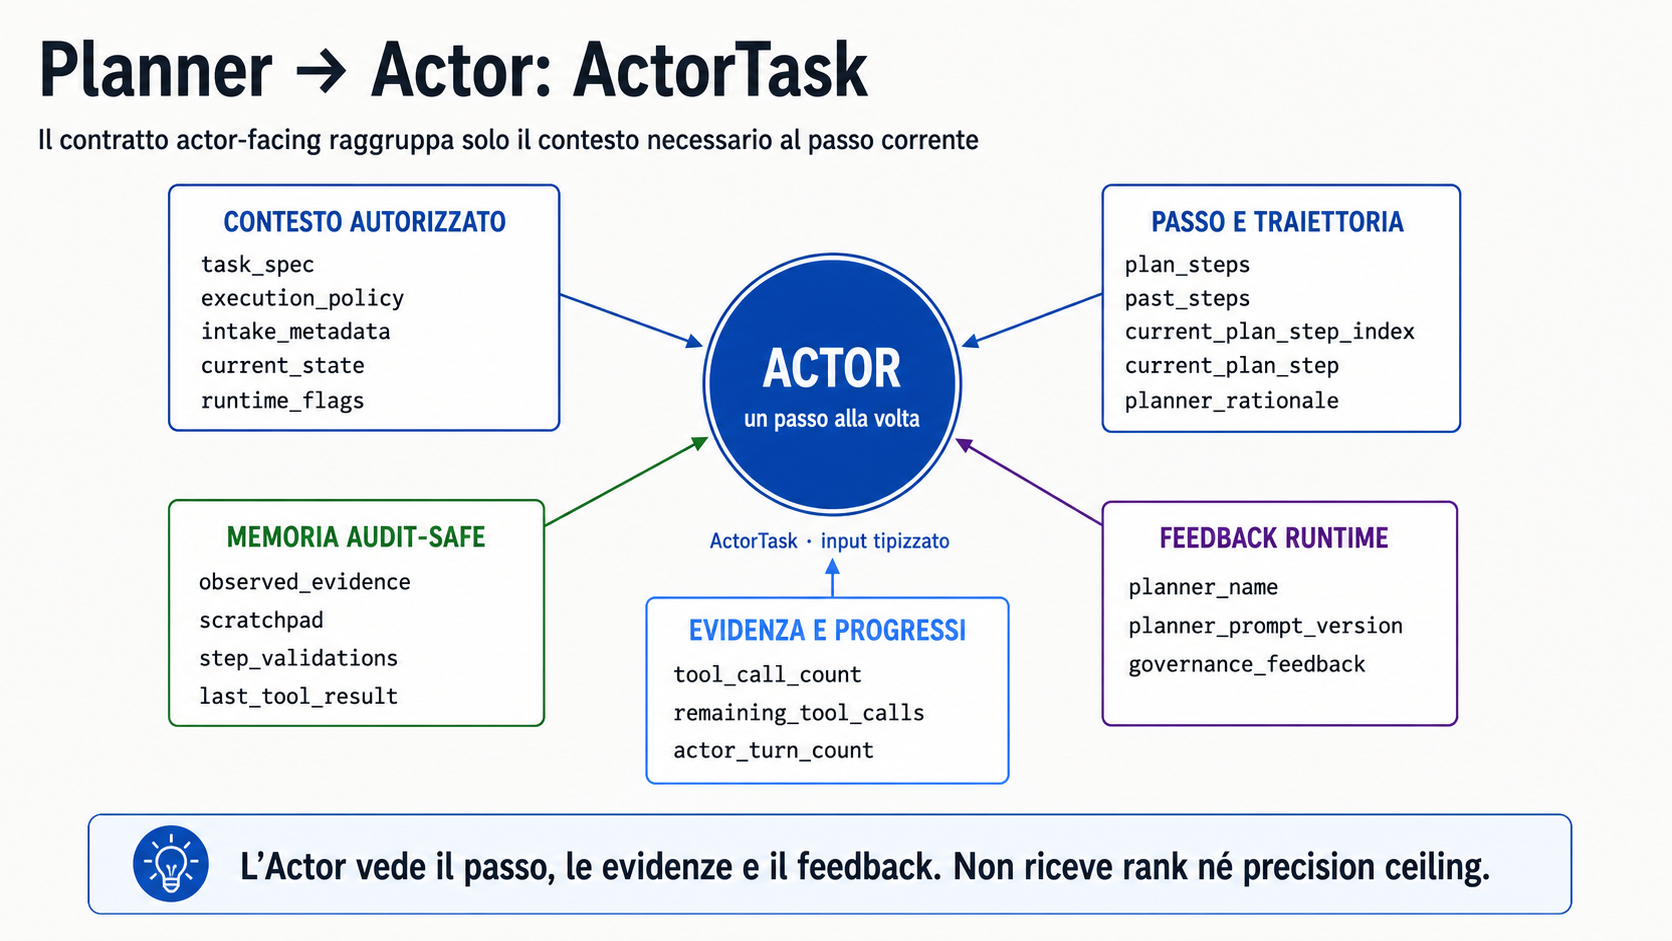 Planner → Actor: ActorTask
Il contratto actor-facing raggruppa solo il contesto necessario al passo corrente
CONTESTO AUTORIZZATO
task_spec
execution_policy
intake_metadata
current_state
runtime_flags
PASSO E TRAIETTORIA
plan_steps
past_steps
current_plan_step_index
current_plan_step
planner_rationale
ACTOR
un passo alla volta
ActorTask · input tipizzato
MEMORIA AUDIT-SAFE
observed_evidence
scratchpad
step_validations
last_tool_result
EVIDENZA E PROGRESSI
tool_call_count
remaining_tool_calls
actor_turn_count
FEEDBACK RUNTIME
planner_name
planner_prompt_version
governance_feedback
L’Actor vede il passo, le evidenze e il feedback. Non riceve rank né precision ceiling.